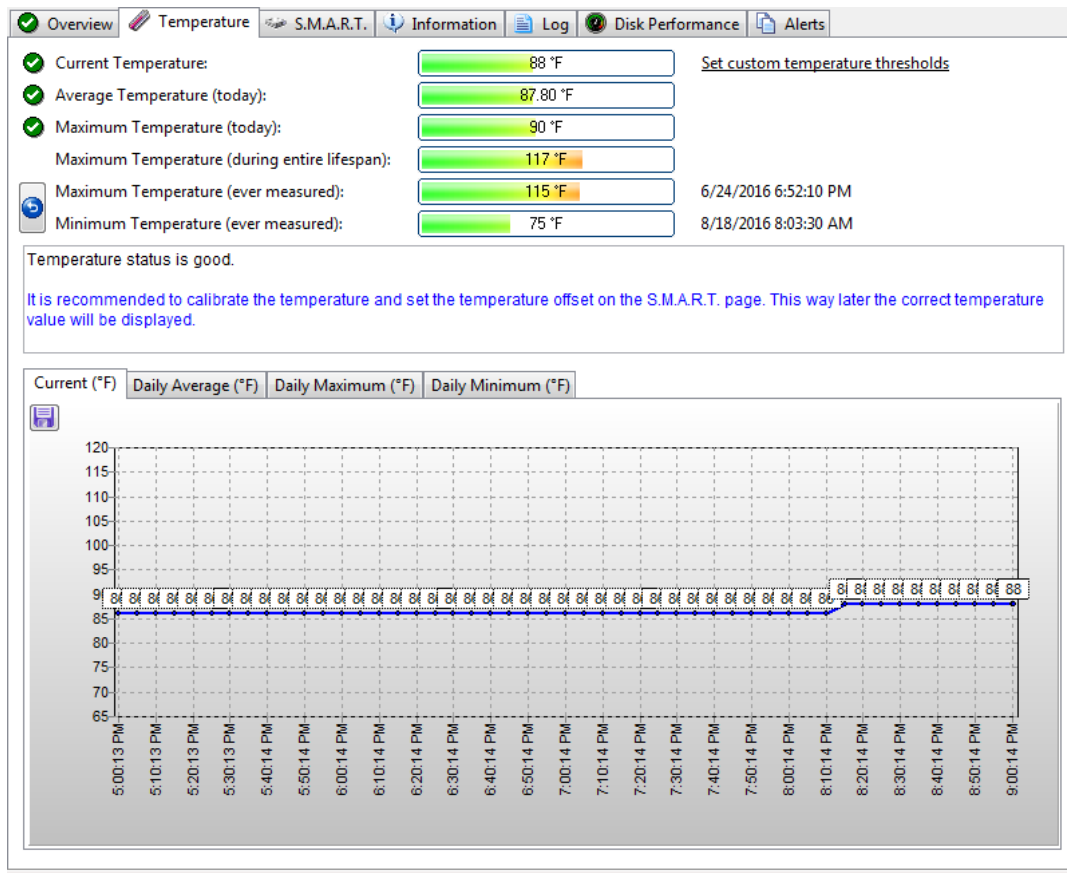 Overview Temperature S.M.A.R.T. Information Log Disk Performance Alerts
Current Temperature: 88 °F Set custom temperature thresholds
Average Temperature (today): 87.80 °F
Maximum Temperature (today): 90 °F
Maximum Temperature (during entire lifespan): 117 °F
Maximum Temperature (ever measured): 115 °F 6/24/2016 6:52:10 PM
Minimum Temperature (ever measured): 75 °F 8/18/2016 8:03:30 AM
Temperature status is good.
It is recommended to calibrate the temperature and set the temperature offset on the S.M.A.R.T. page. This way later the correct temperature
value will be displayed.
Current (°F) Daily Average (°F) Daily Maximum (°F) Daily Minimum (°F)
120
115
110
105
100
95
88
85
80
75
70
65
5:00:13 PM 5:10:13 PM 5:20:13 PM 5:30:13 PM 5:40:14 PM 5:50:14 PM 6:00:14 PM 6:10:14 PM 6:20:14 PM 6:30:14 PM 6:40:14 PM 6:50:14 PM 7:00:14 PM 7:10:14 PM 7:20:14 PM 7:30:14 PM 7:40:14 PM 7:50:14 PM 8:00:14 PM 8:10:14 PM 8:20:14 PM 8:30:14 PM 8:40:14 PM 8:50:14 PM 9:00:14 PM